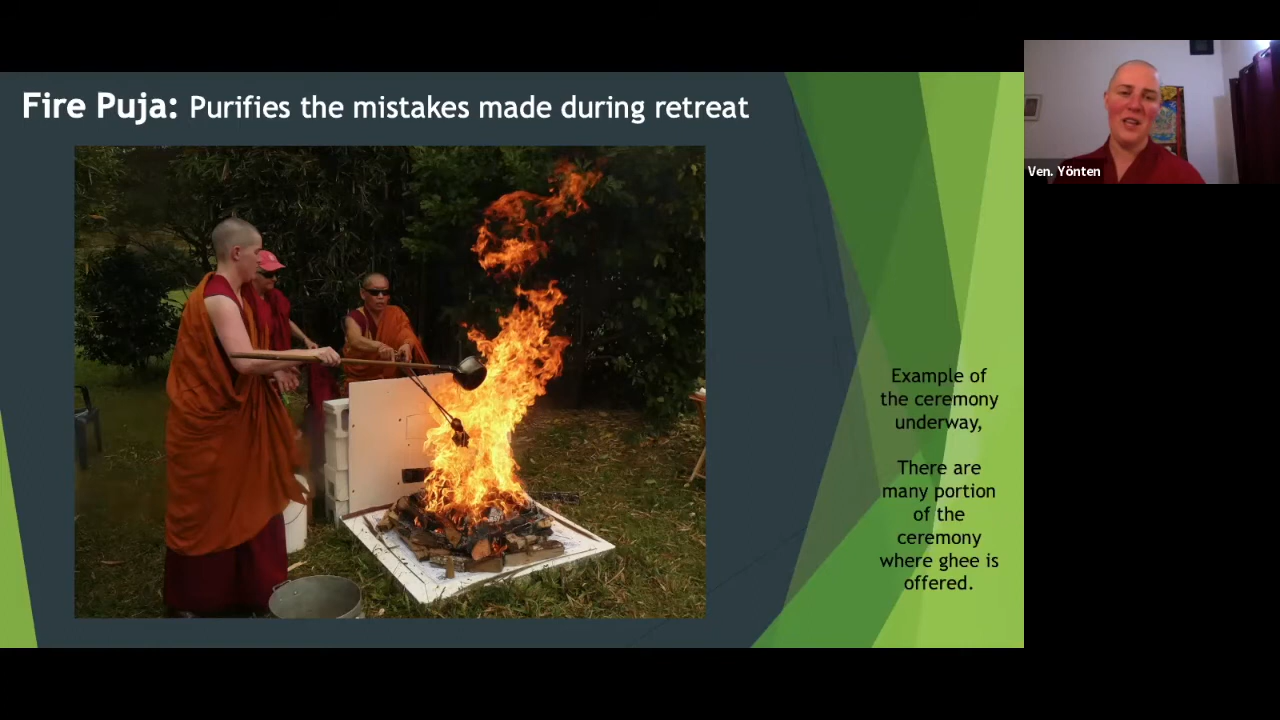 Fire Puja: Purifies the mistakes made during retreat
Ven. Yönten
Example of
the ceremony
underway,
There are
many portion
of the
ceremony
where ghee is
offered.